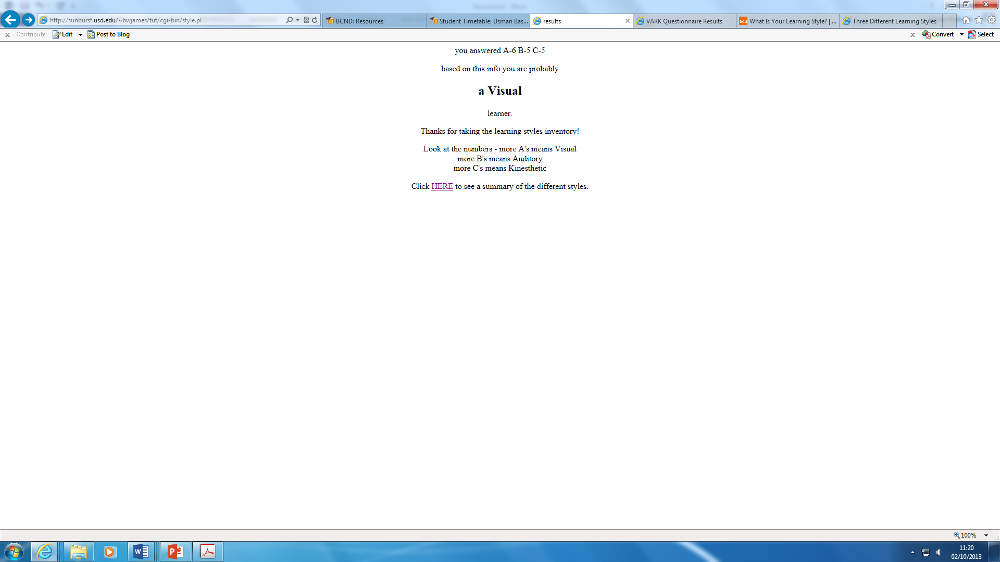 http://sunburst.usd.edu/~bwjames/tut/cgi-bin/style.pl
BCND: Resources
Student Timetable: Usman Bas...
results
VARK Questionnaire Results
edu What Is Your Learning Style? | ...
Three Different Learning Styles
x Contribute Edit Post to Blog
x Convert Select
you answered A-6 B-5 C-5
based on this info you are probably
a Visual
learner.
Thanks for taking the learning styles inventory!
Look at the numbers - more A's means Visual
more B's means Auditory
more C's means Kinesthetic
Click HERE to see a summary of the different styles.
100%
11:20
02/10/2013